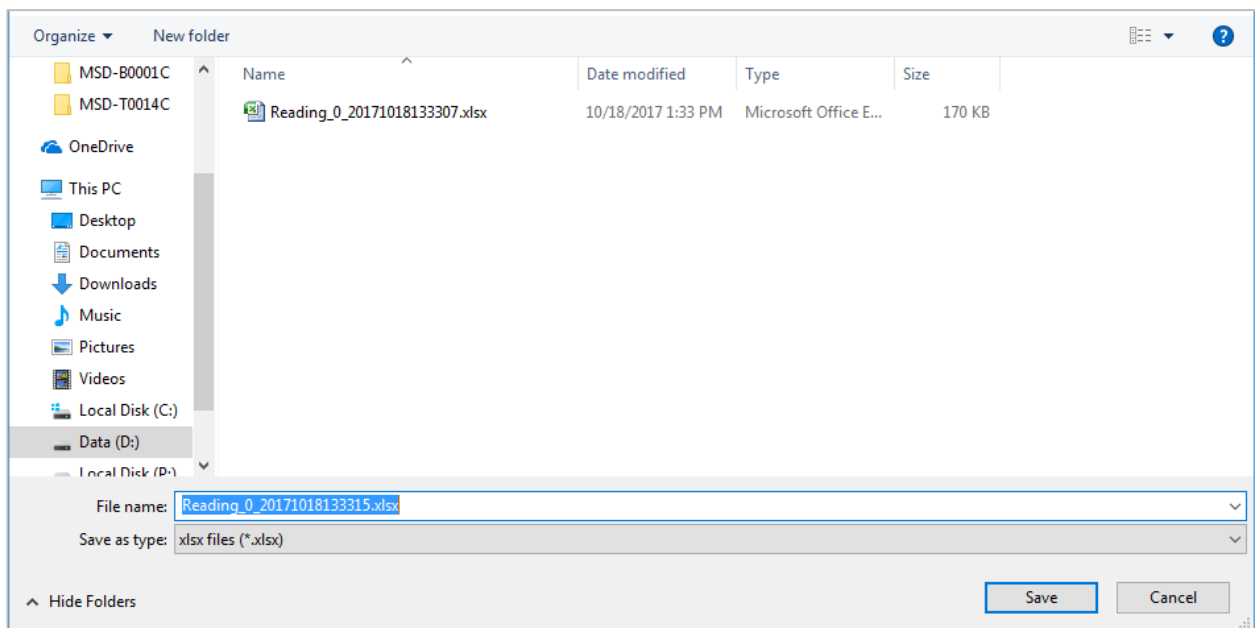 Organize New folder
MSD-B0001C
MSD-T0014C
OneDrive
This PC
Desktop
Documents
Downloads
Music
Pictures
Videos
Local Disk (C:)
Data (D:)
Local Disk (P:)
Name Date modified Type Size
Reading_0_20171018133307.xlsx 10/18/2017 1:33 PM Microsoft Office E... 170 KB
File name: Reading_0_20171018133315.xlsx
Save as type: xlsx files (*.xlsx)
Hide Folders Save Cancel